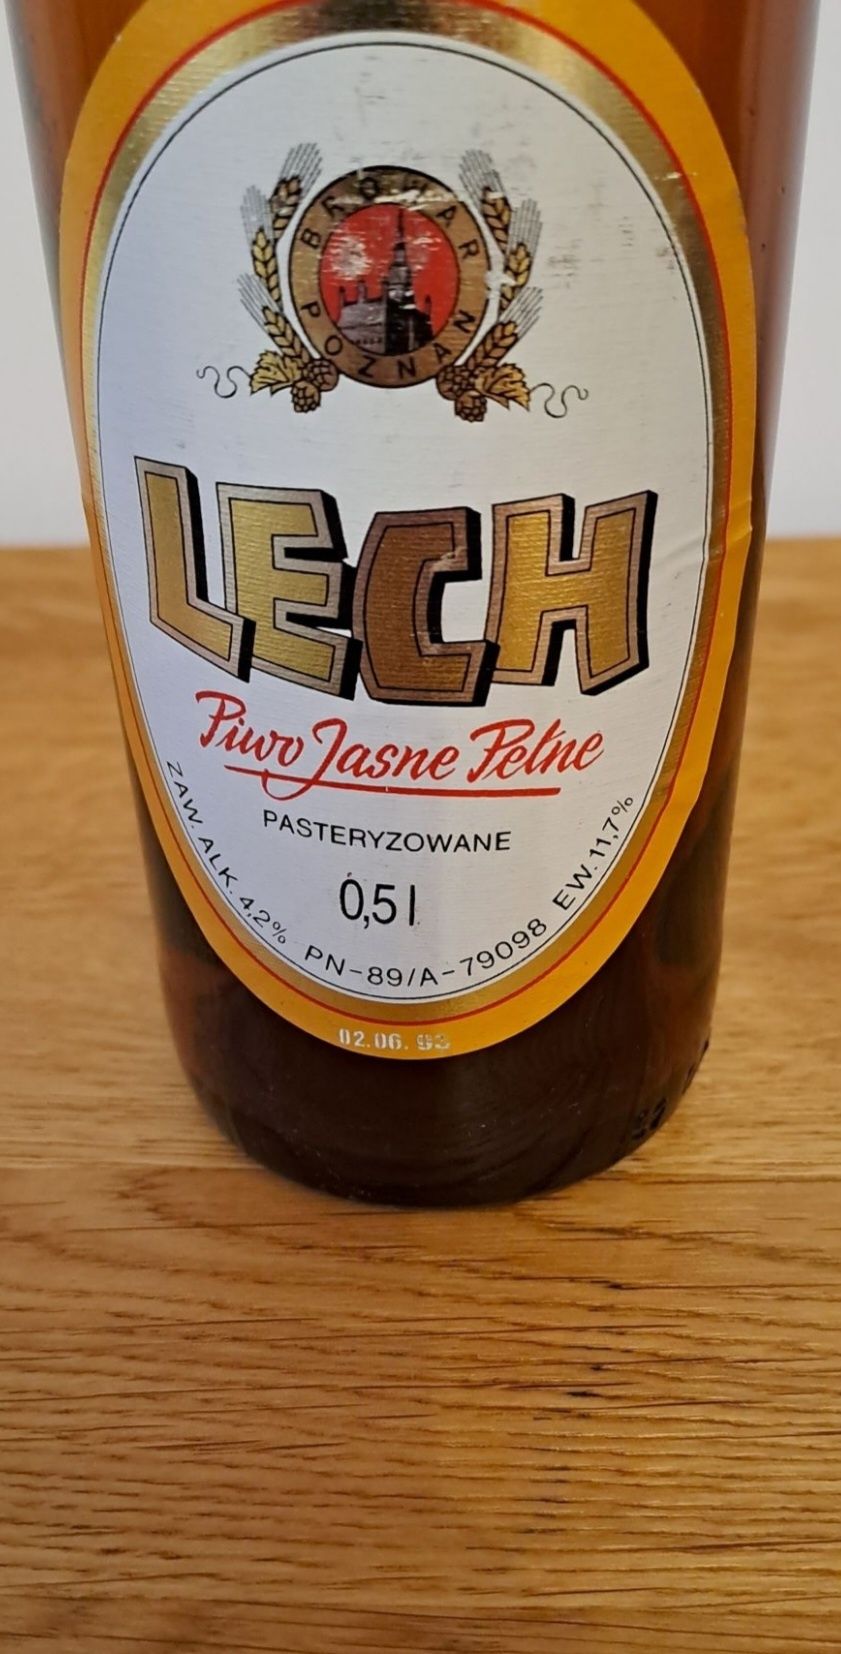 BROWAR
POZNAŃ
LECH
Piwo Jasne Pełne
PASTERYZOWANE
0,5 l
ZAW. ALK. 4,2% PN-89/A-79098 EW. 11,7%
02.06.